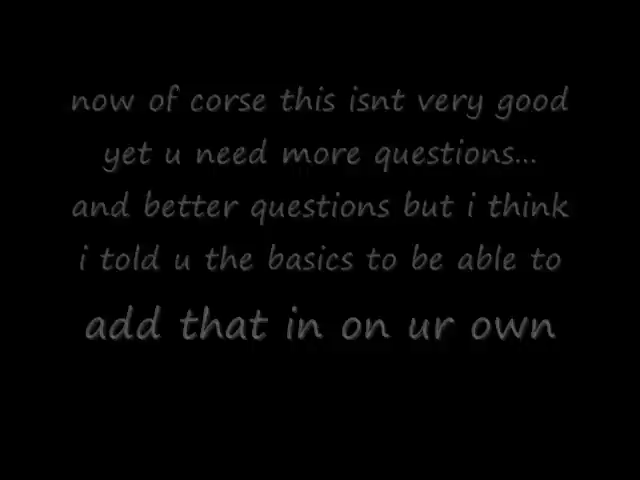 now of corse this isnt very good
yet u need more questions...
and better questions but i think
i told u the basics to be able to
add that in on ur own